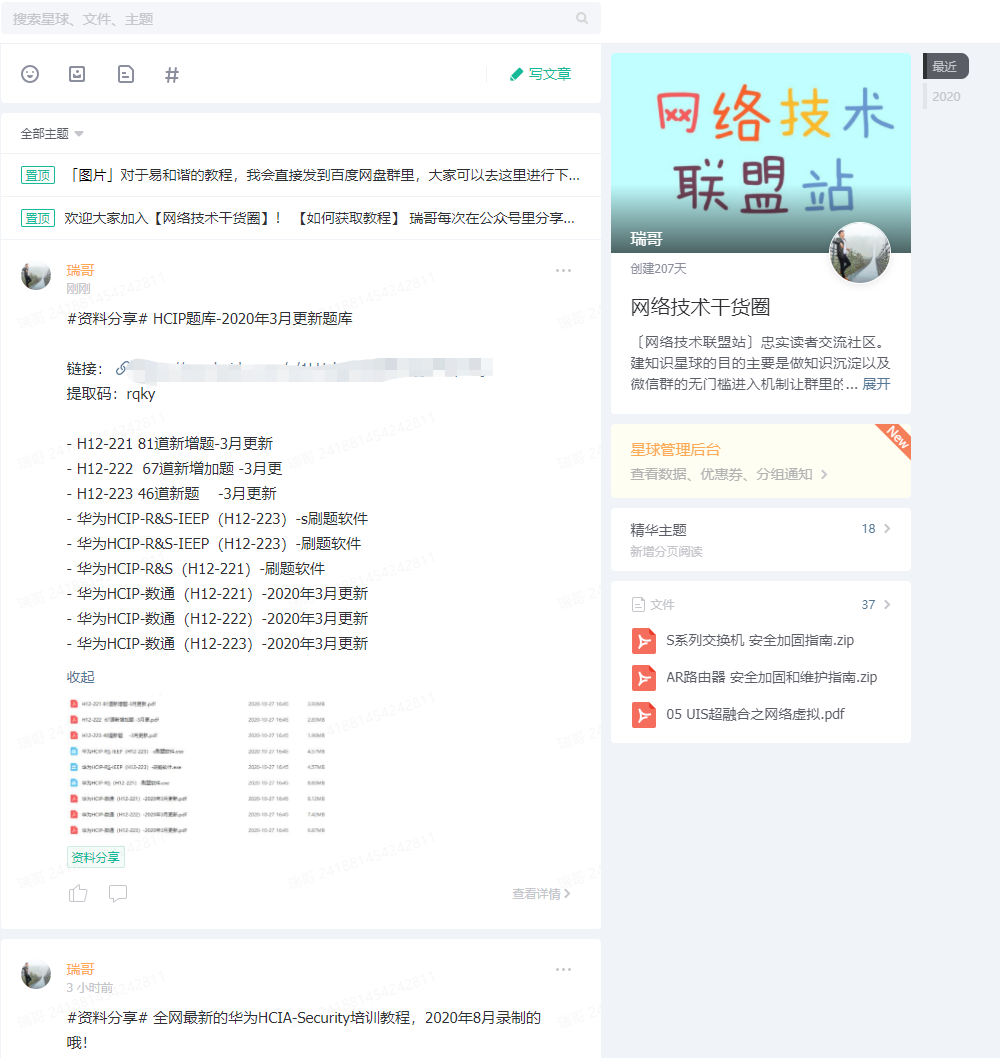 搜索星球、文件、主题
写文章
全部主题
置顶 「图片」对于易和谐的教程，我会直接发到百度网盘群里，大家可以去这里进行下...
置顶 欢迎大家加入【网络技术干货圈】！ 【如何获取教程】 瑞哥每次在公众号里分享...
瑞哥
刚刚
#资料分享# HCIP题库-2020年3月更新题库
链接：
提取码：rqky
- H12-221 81道新增题-3月更新
- H12-222 67道新增加题 -3月更
- H12-223 46道新题 -3月更新
- 华为HCIP-R&S-IEEP（H12-223）-s刷题软件
- 华为HCIP-R&S-IEEP（H12-223）-刷题软件
- 华为HCIP-R&S（H12-221）-刷题软件
- 华为HCIP-数通（H12-221）-2020年3月更新
- 华为HCIP-数通（H12-222）-2020年3月更新
- 华为HCIP-数通（H12-223）-2020年3月更新
收起
资料分享
查看详情
瑞哥
3 小时前
#资料分享# 全网最新的华为HCIA-Security培训教程，2020年8月录制的
哦！
网络技术
联盟站
瑞哥
创建207天
网络技术干货圈
〔网络技术联盟站〕忠实读者交流社区。
建知识星球的目的主要是做知识沉淀以及
微信群的无门槛进入机制让群里的... 展开
星球管理后台
New
查看数据、优惠券、分组通知
精华主题 18
新增分页阅读
文件 37
S系列交换机 安全加固指南.zip
AR路由器 安全加固和维护指南.zip
05 UIS超融合之网络虚拟.pdf
最近
2020
瑞哥 241881454242811